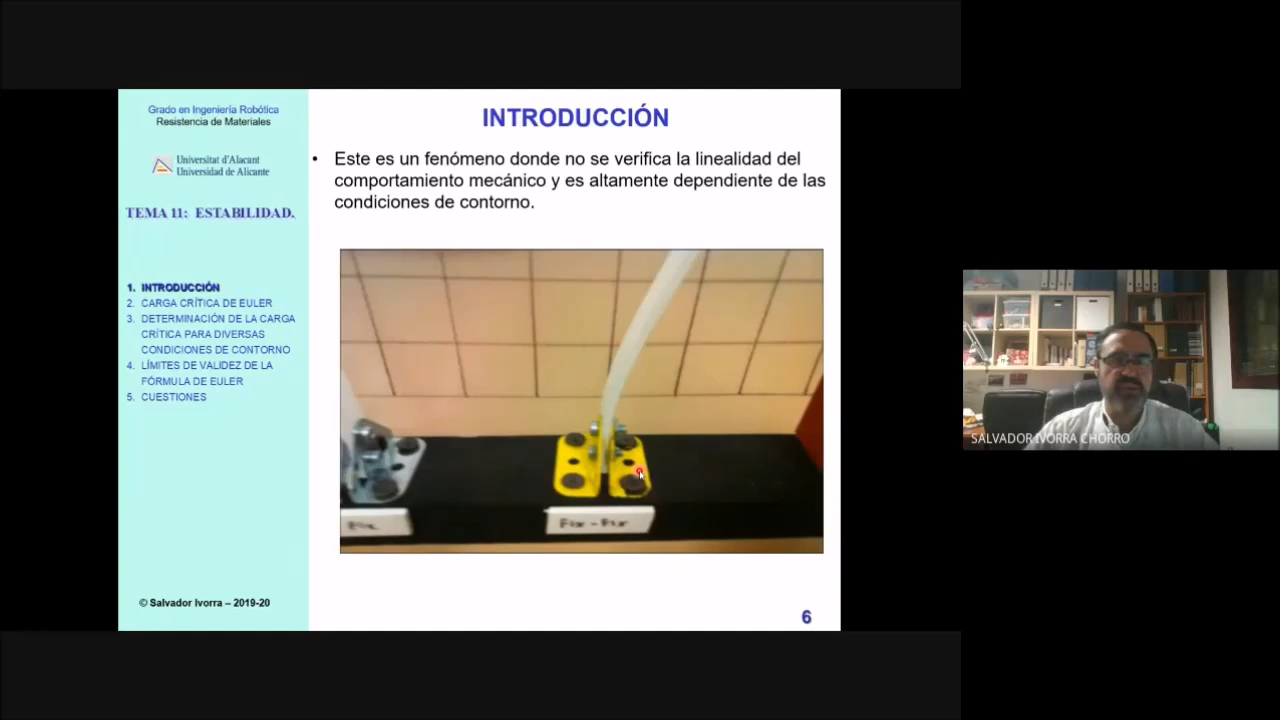 Grado en Ingeniería Robótica
Resistencia de Materiales
Universitat d'Alacant
Universidad de Alicante
TEMA 11: ESTABILIDAD.
1. INTRODUCCIÓN
2. CARGA CRÍTICA DE EULER
3. DETERMINACIÓN DE LA CARGA
CRÍTICA PARA DIVERSAS
CONDICIONES DE CONTORNO
4. LÍMITES DE VALIDEZ DE LA
FÓRMULA DE EULER
5. CUESTIONES
© Salvador Ivorra – 2019-20
INTRODUCCIÓN
• Este es un fenómeno donde no se verifica la linealidad del
comportamiento mecánico y es altamente dependiente de las
condiciones de contorno.
Fix
Fix - Fix
6
SALVADOR IVORRA CHORRO